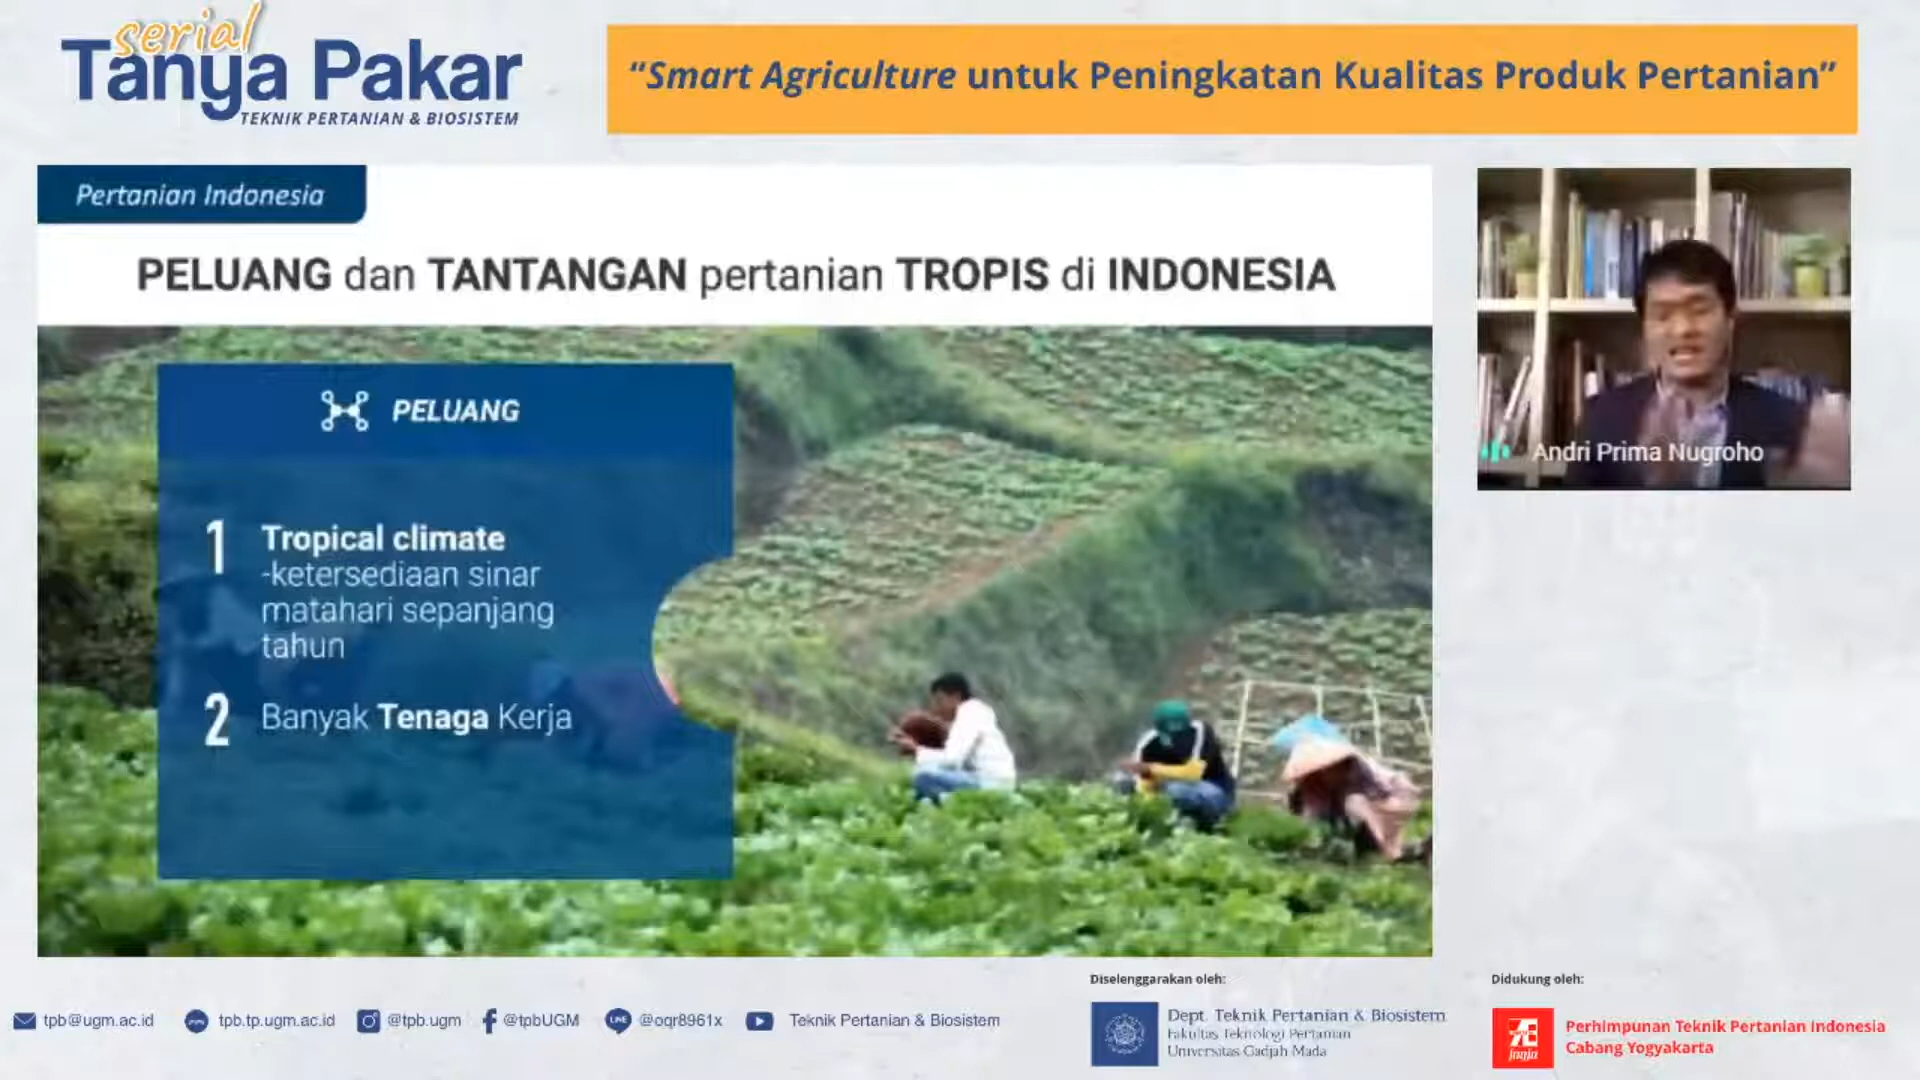 serial
Tanya Pakar
TEKNIK PERTANIAN & BIOSISTEM
“Smart Agriculture untuk Peningkatan Kualitas Produk Pertanian”
Pertanian Indonesia
PELUANG dan TANTANGAN pertanian TROPIS di INDONESIA
PELUANG
1 Tropical climate
-ketersediaan sinar
matahari sepanjang
tahun
2 Banyak Tenaga Kerja
Andri Prima Nugroho
Diselenggarakan oleh:
Didukung oleh:
tpb@ugm.ac.id tpb.tp.ugm.ac.id @tpb.ugm @tpbUGM LINE @oqr8961x Teknik Pertanian & Biosistem
Dept. Teknik Pertanian & Biosistem
Fakultas Teknologi Pertanian
Universitas Gadjah Mada
jogja
Perhimpunan Teknik Pertanian Indonesia
Cabang Yogyakarta